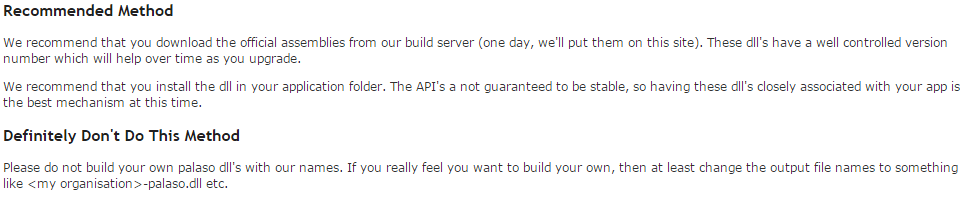 Recommended Method
We recommend that you download the official assemblies from our build server (one day, we'll put them on this site). These dll's have a well controlled version
number which will help over time as you upgrade.
We recommend that you install the dll in your application folder. The API's a not guaranteed to be stable, so having these dll's closely associated with your app is
the best mechanism at this time.
Definitely Don't Do This Method
Please do not build your own palaso dll's with our names. If you really feel you want to build your own, then at least change the output file names to something
like <my organisation>-palaso.dll etc.